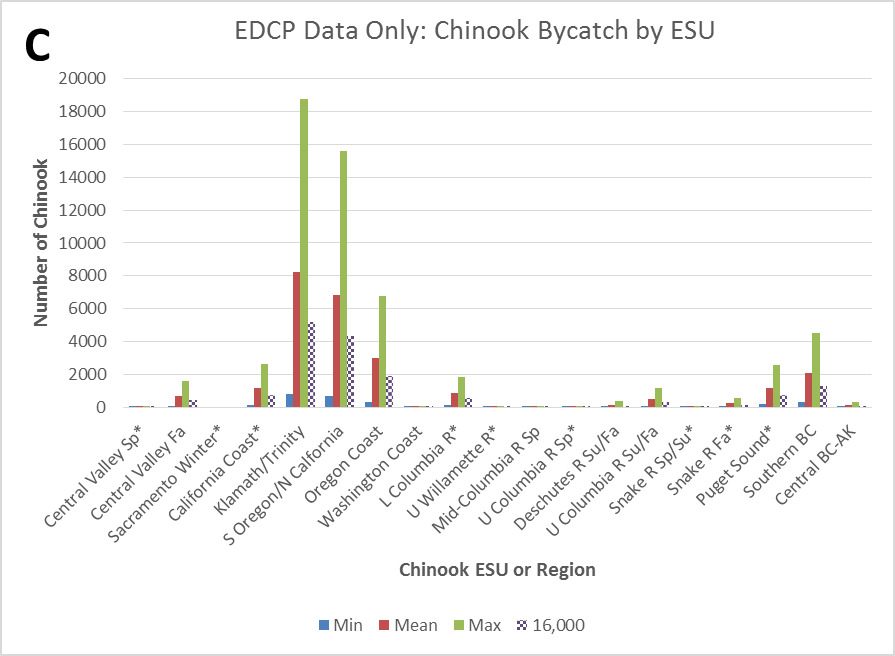 C
EDCP Data Only: Chinook Bycatch by ESU
Number of Chinook
20000
18000
16000
14000
12000
10000
8000
6000
4000
2000
0
Central Valley Sp*
Central Valley Fa
Sacramento Winter*
California Coast*
Klamath/Trinity
S Oregon/N Calfornia
Oregon Coast
Washington Coast
L Columbia R*
U Willamette R*
Mid-Columbia R Sp
U Columbia R Sp*
Deschutes R Su/Fa
U Columbia R Su/Fa
Snake R Sp/Su*
Snake R Fa*
Puget Sound*
Southern BC
Central BC-AK
Chinook ESU or Region
Min Mean Max 16,000